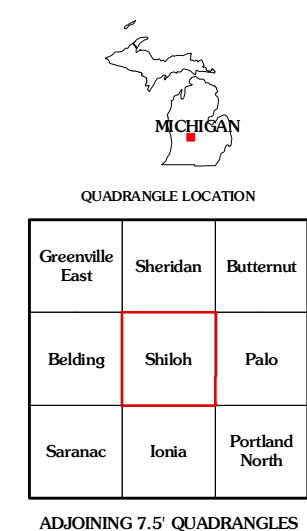 MICHIGAN
QUADRANGLE LOCATION
Greenville
East
Sheridan
Butternut
Belding
Shiloh
Palo
Saranac
Ionia
Portland
North
ADJOINING 7.5' QUADRANGLES